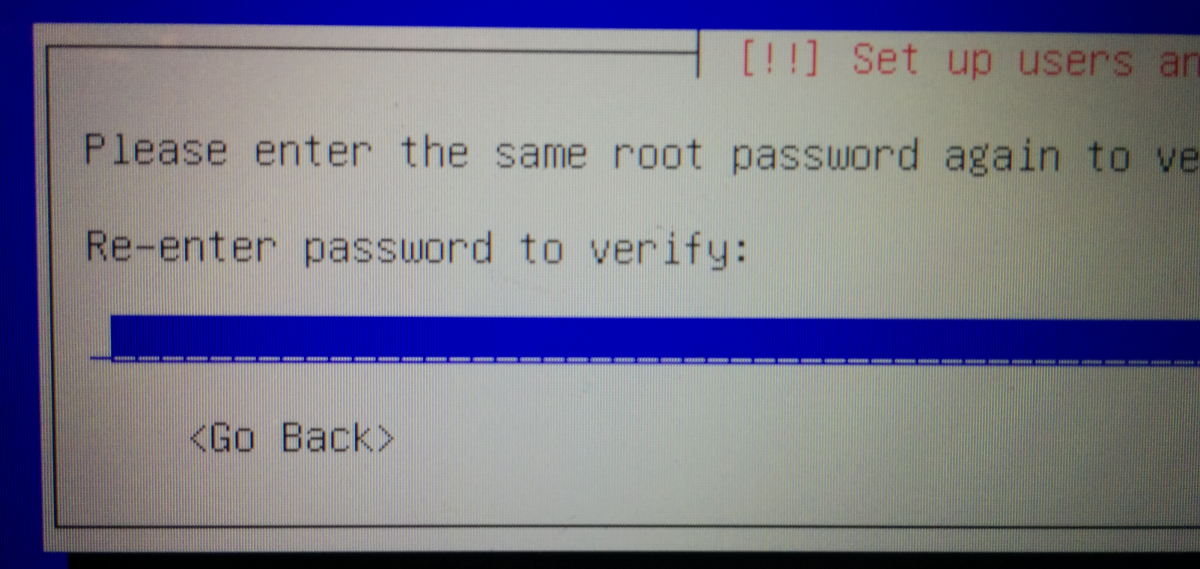 [!!] Set up users an
Please enter the same root password again to ve
Re-enter password to verify:
<Go Back>